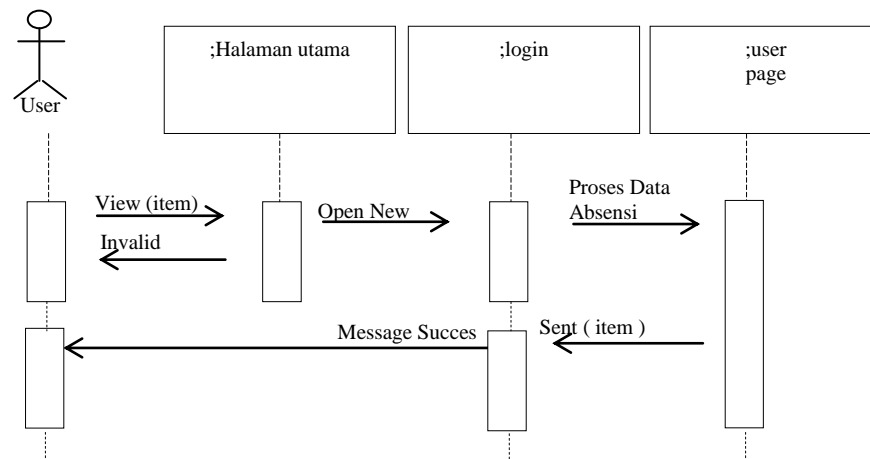 ;Halaman utama
;login
;user
page
User
View (item)
Open New
Proses Data
Absensi
Invalid
Message Succes
Sent ( item )